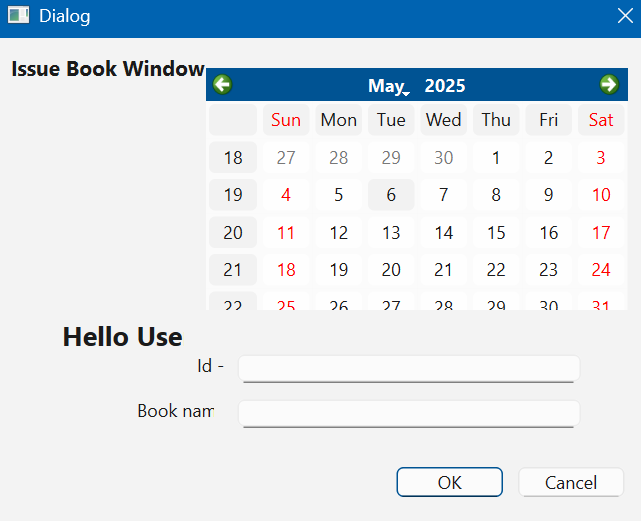 Dialog
Issue Book Window
May 2025
Sun Mon Tue Wed Thu Fri Sat
18 27 28 29 30 1 2 3
19 4 5 6 7 8 9 10
20 11 12 13 14 15 16 17
21 18 19 20 21 22 23 24
22 25 26 27 28 29 30 31
Hello Use
Id -
Book nam
OK Cancel